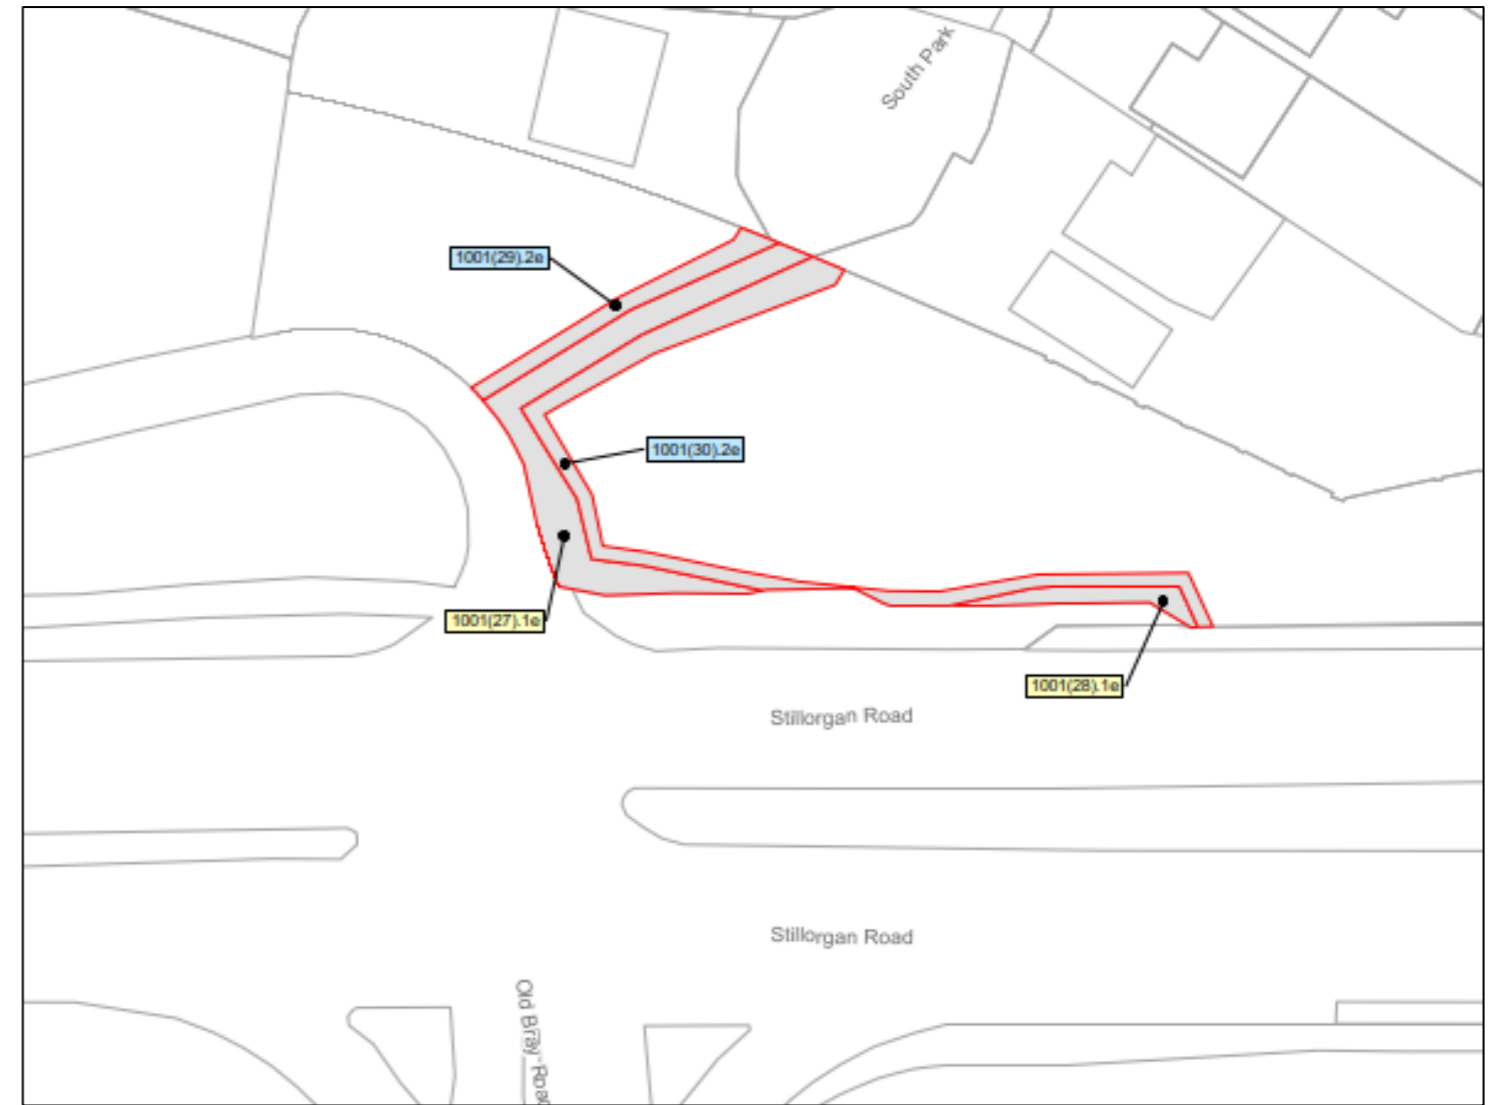 South Park
1001(29).2e
1001(30).2e
1001(27).1e
1001(28).1e
Stillorgan Road
Stillorgan Road
Old Bray Road